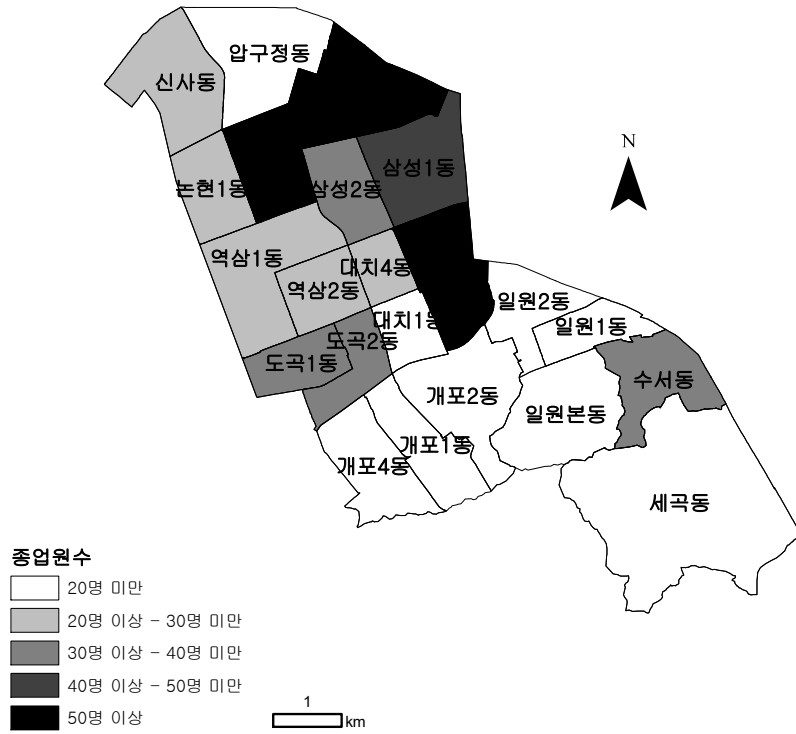 압구정동
신사동
N
삼성1동
논현1동
삼성2동
역삼1동
대치4동
역삼2동
일원2동
대치1동
일원1동
도곡2동
도곡1동
수서동
개포2동
일원본동
개포1동
개포4동
세곡동
종업원수
20명 미만
20명 이상 - 30명 미만
30명 이상 - 40명 미만
40명 이상 - 50명 미만
50명 이상
1
km